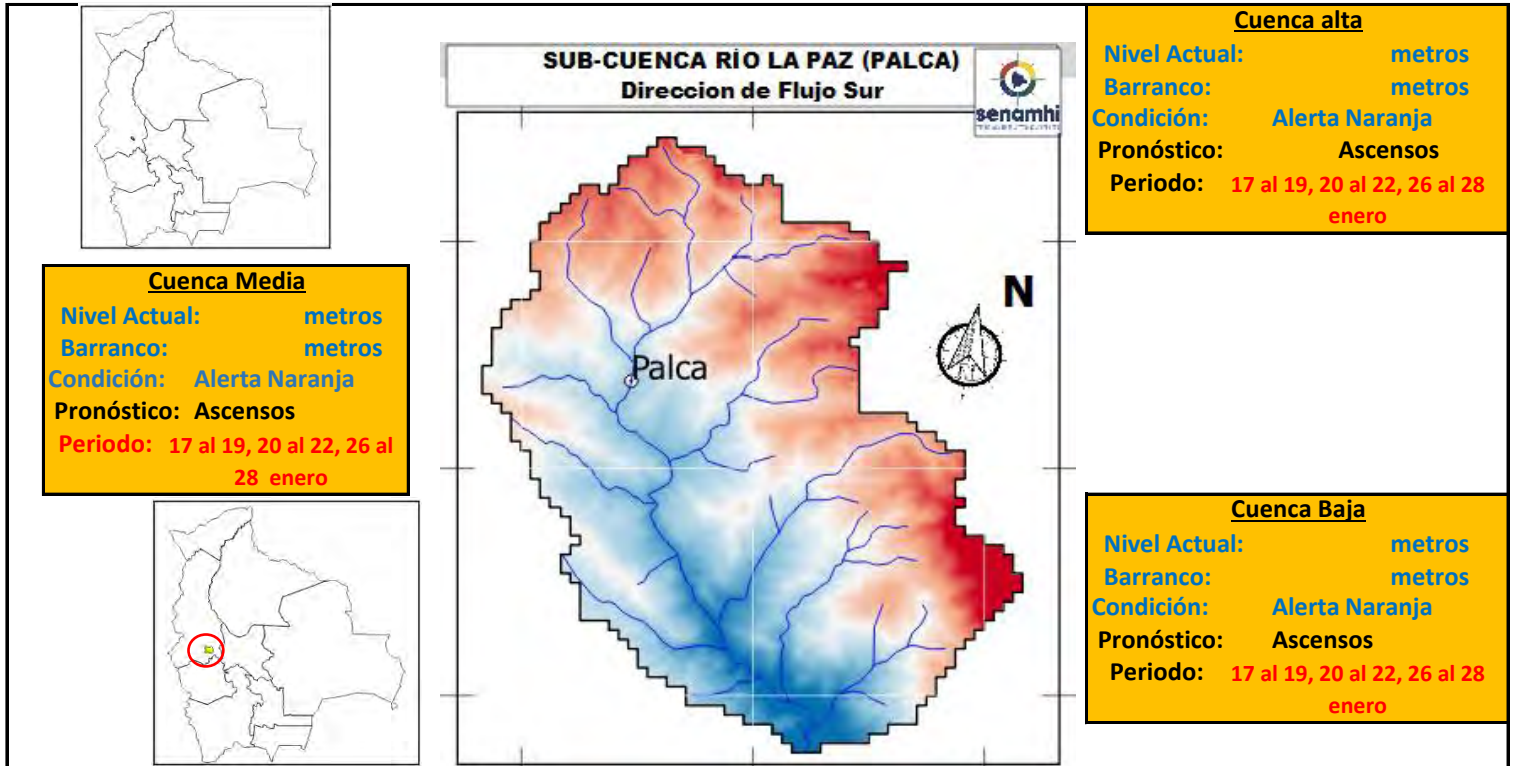 SUB-CUENCA RÍO LA PAZ (PALCA)
Direccion de Flujo Sur
senamhi
N
Palca
Cuenca alta
Nivel Actual: metros
Barranco: metros
Condición: Alerta Naranja
Pronóstico: Ascensos
Periodo: 17 al 19, 20 al 22, 26 al 28
enero
Cuenca Media
Nivel Actual: metros
Barranco: metros
Condición: Alerta Naranja
Pronóstico: Ascensos
Periodo: 17 al 19, 20 al 22, 26 al
28 enero
Cuenca Baja
Nivel Actual: metros
Barranco: metros
Condición: Alerta Naranja
Pronóstico: Ascensos
Periodo: 17 al 19, 20 al 22, 26 al 28
enero